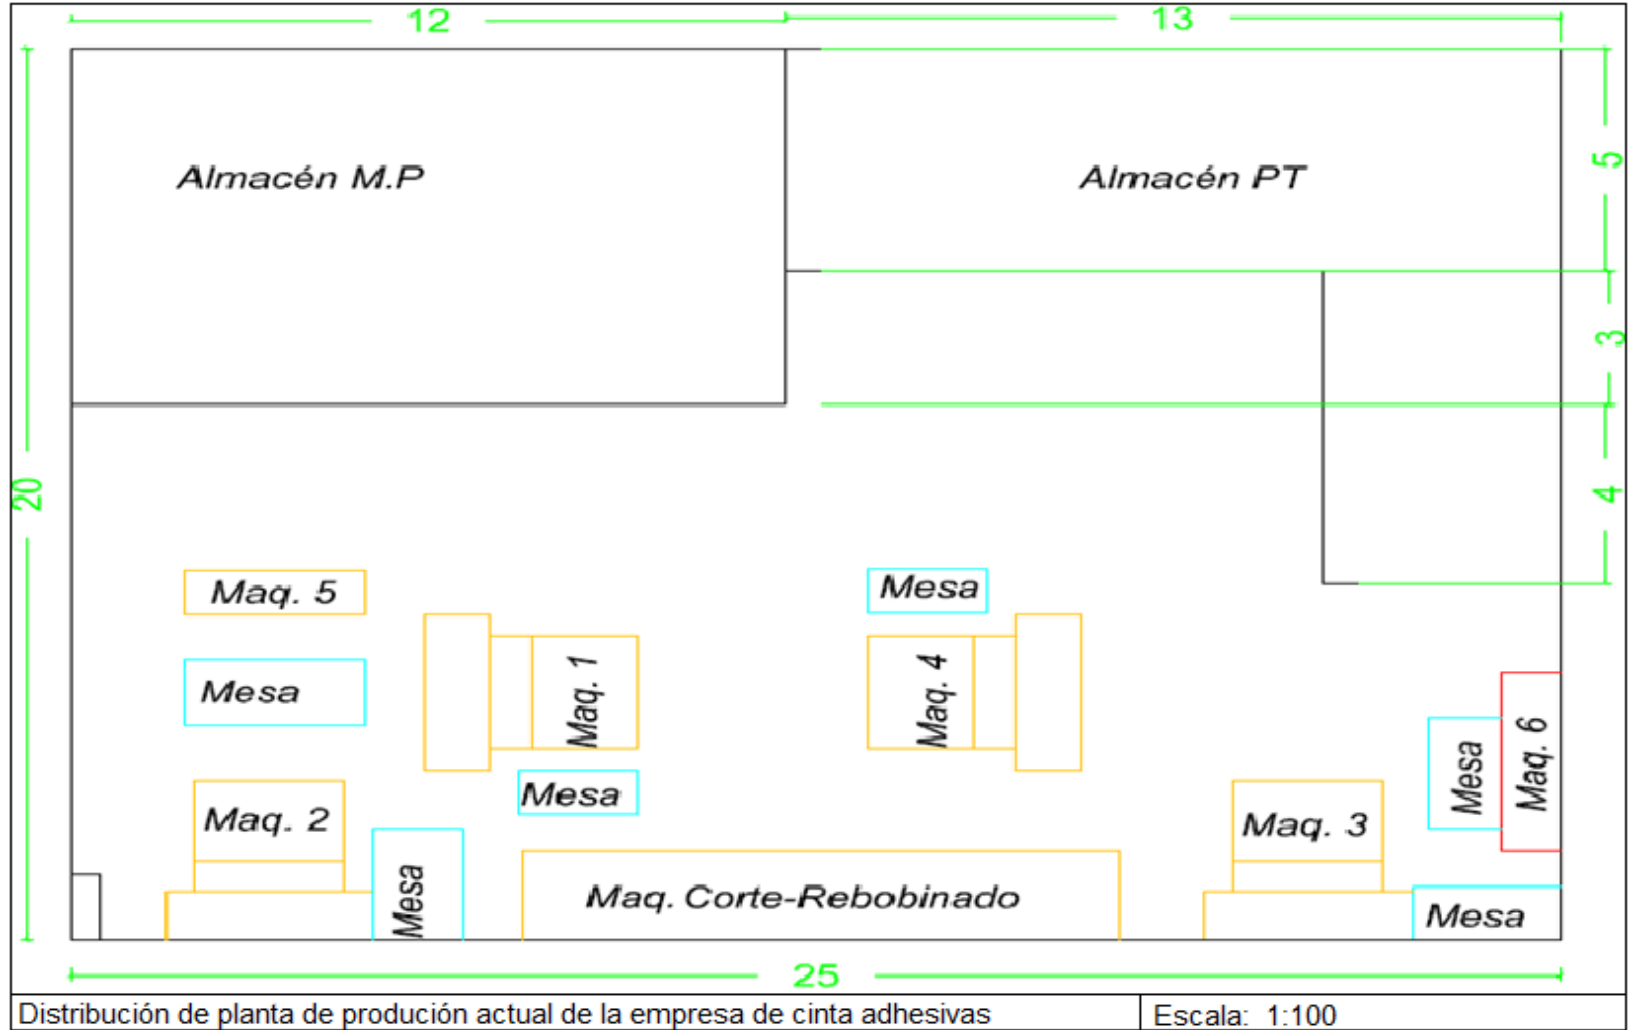 12
13
Almacén M.P
Almacén PT
5
3
20
4
Maq. 5
Mesa
Mesa
Maq. 1
Maq. 4
Mesa
Mesa
Maq. 6
Maq. 2
Mesa
Maq. 3
Mesa
Maq. Corte-Rebobinado
Mesa
25
Distribución de planta de produción actual de la empresa de cinta adhesivas
Escala: 1:100